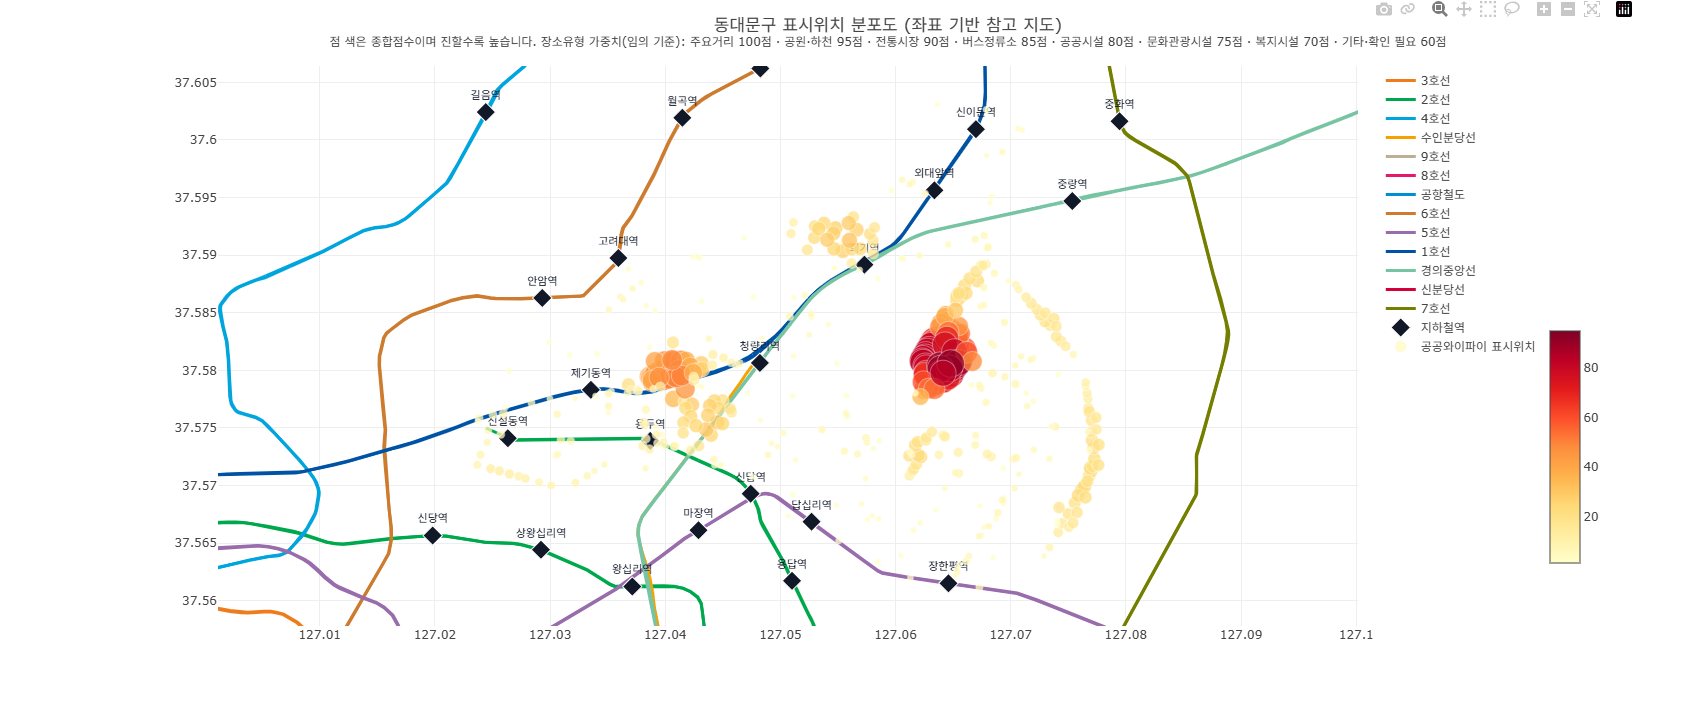 동대문구 표시위치 분포도 (좌표 기반 참고 지도)
점 색은 종합점수이며 진할수록 높습니다. 장소유형 가중치(임의 기준): 주요거리 100점 · 공원·하천 95점 · 전통시장 90점 · 버스정류소 85점 · 공공시설 80점 · 문화관광시설 75점 · 복지시설 70점 · 기타·확인 필요 60점
37.605
37.6
37.595
37.59
37.585
37.58
37.575
37.57
37.565
37.56
127.01
127.02
127.03
127.04
127.05
127.06
127.07
127.08
127.09
127.1
길음역
월곡역
신이문역
중화역
외대앞역
중랑역
고려대역
안암역
청량리역
제기동역
신설동역
용두역
신답역
마장역
답십리역
신당역
상왕십리역
왕십리역
용답역
장한평역
3호선
2호선
4호선
수인분당선
9호선
8호선
공항철도
6호선
5호선
1호선
경의중앙선
신분당선
7호선
지하철역
공공와이파이 표시위치
80
60
40
20